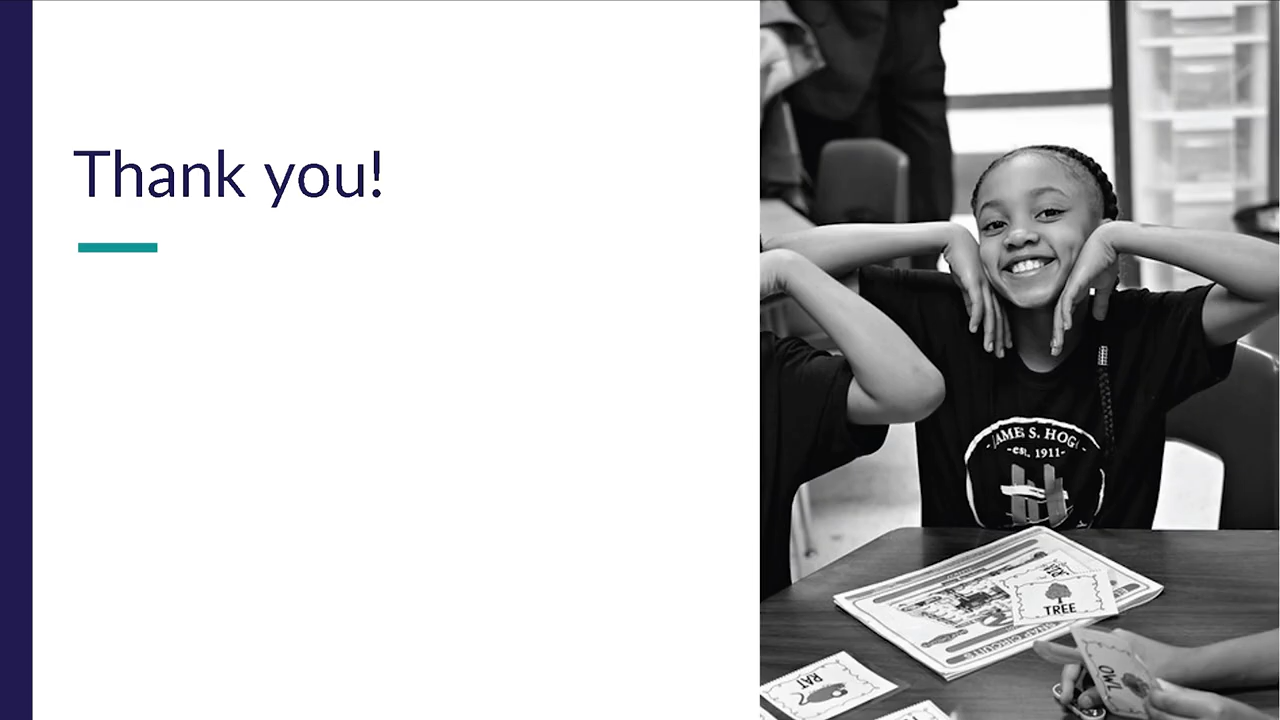 Thank you!
JAMES S. HOGG
-est. 1911-
TREE
OWL
RAT